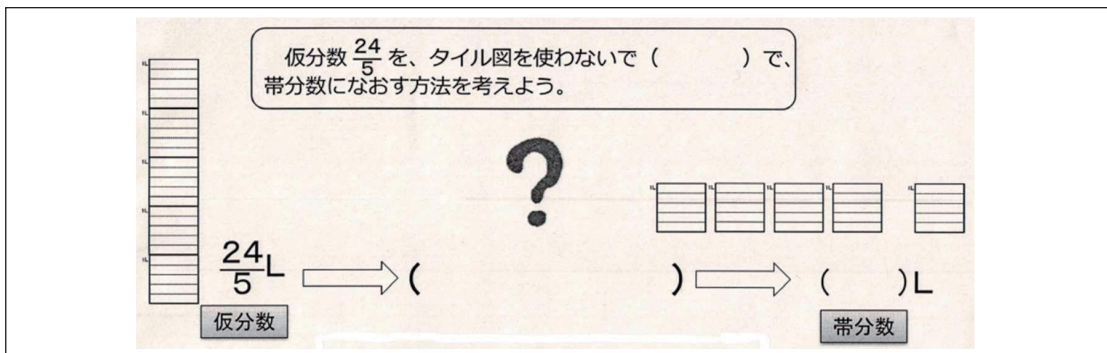 仮分数 24/5 を、タイル図を使わないで（　　　　）で、
帯分数になおす方法を考えよう。
?
24/5 L
(　　　　　　　　)
(　　)L
仮分数
帯分数